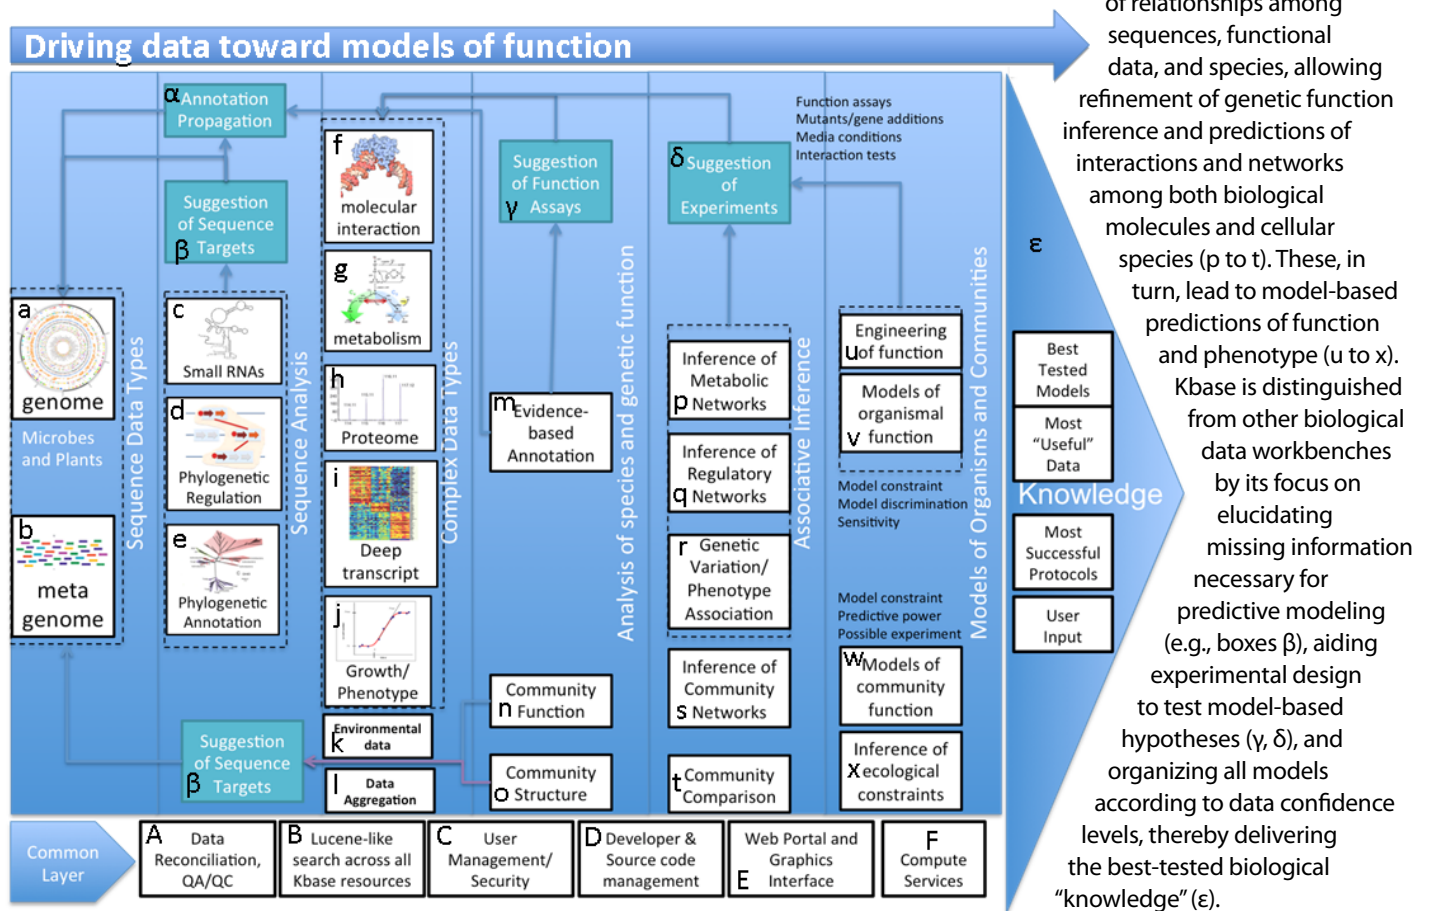 Driving data toward models of function
α Annotation
Propagation
Suggestion
of Sequence
β Targets
a
genome
Microbes
and Plants
b
meta
genome
Sequence Data Types
c
Small RNAs
d
Phylogenetic
Regulation
e
Phylogenetic
Annotation
Sequence Analysis
Suggestion
of Sequence
β Targets
f
molecular
interaction
g
metabolism
h
Proteome
i
Deep
transcript
j
Growth/
Phenotype
Environmental
k data
l Data
Aggregation
Complex Data Types
Suggestion
of Function
γ Assays
m Evidence-
based
Annotation
Community
n Function
Community
o Structure
Analysis of species and genetic function
δ Suggestion
of
Experiments
Inference of
Metabolic
p Networks
Inference of
Regulatory
q Networks
r Genetic
Variation/
Phenotype
Association
Inference of
Community
s Networks
t Community
Comparison
Associative Inference
Function assays
Mutants/gene additions
Media conditions
Interaction tests
Engineering
u of function
Models of
organismal
v function
Model constraint
Model discrimination
Sensitivity
Model constraint
Predictive power
Possible experiment
w Models of
community
function
Inference of
x ecological
constraints
Models of Organisms and Communities
ε
Best
Tested
Models
Most
“Useful”
Data
Knowledge
Most
Successful
Protocols
User
Input
Common
Layer
A Data
Reconciliation,
QA/QC
B Lucene-like
search across all
Kbase resources
C User
Management/
Security
D Developer &
Source code
management
Web Portal and
Graphics
E Interface
F
Compute
Services
of relationships among
sequences, functional
data, and species, allowing
refinement of genetic function
inference and predictions of
interactions and networks
among both biological
molecules and cellular
species (p to t). These, in
turn, lead to model-based
predictions of function
and phenotype (u to x).
Kbase is distinguished
from other biological
data workbenches
by its focus on
elucidating
missing information
necessary for
predictive modeling
(e.g., boxes β), aiding
experimental design
to test model-based
hypotheses (γ, δ), and
organizing all models
according to data confidence
levels, thereby delivering
the best-tested biological
“knowledge” (ε).